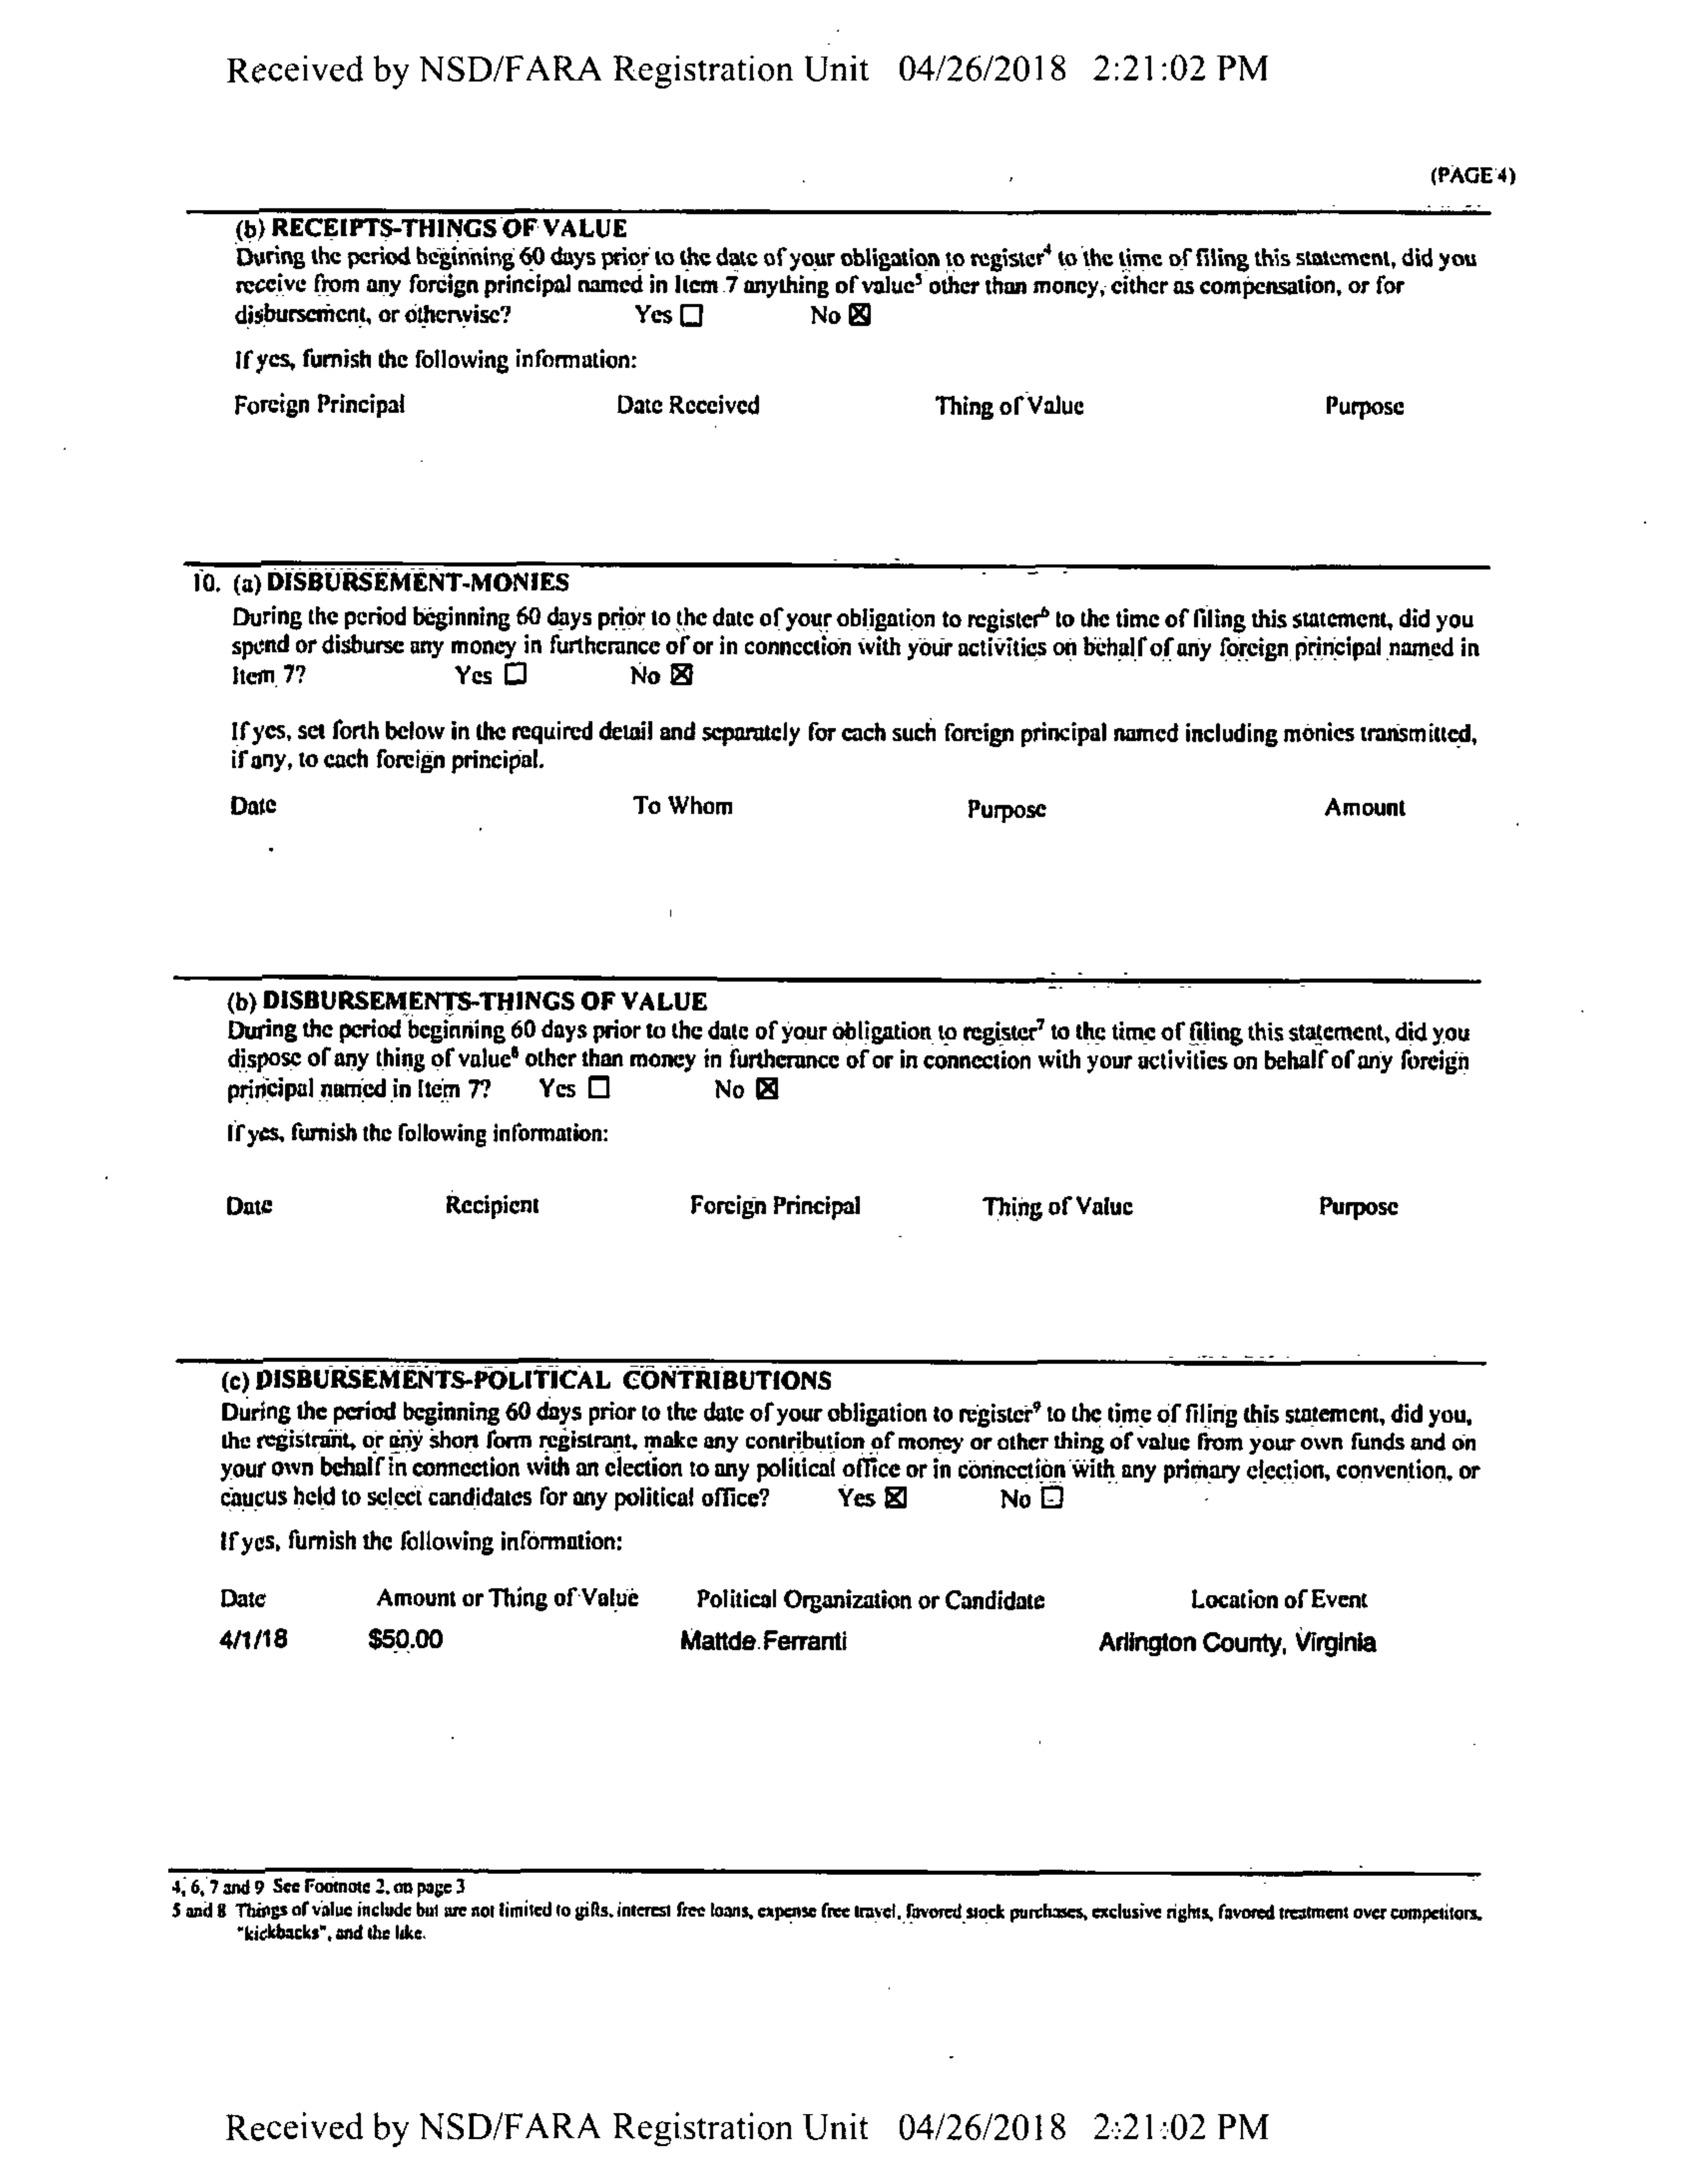 Received by NSD/FARA Registration Unit 04/26/2018 2:21:02 PM
(PAGE 4)
(b) RECEIPTS-THINGS OF VALUE
During the period beginning 60 days prior to the date of your obligation to register⁴ to the time of filing this statement, did you
receive from any foreign principal named in Item 7 anything of value⁵ other than money, either as compensation, or for
disbursement, or otherwise? Yes ☐ No ☒
If yes, furnish the following information:
Foreign Principal Date Received Thing of Value Purpose
10. (a) DISBURSEMENT-MONIES
During the period beginning 60 days prior to the date of your obligation to register⁶ to the time of filing this statement, did you
spend or disburse any money in furtherance of or in connection with your activities on behalf of any foreign principal named in
Item 7? Yes ☐ No ☒
If yes, set forth below in the required detail and separately for each such foreign principal named including monies transmitted,
if any, to each foreign principal.
Date To Whom Purpose Amount
(b) DISBURSEMENTS-THINGS OF VALUE
During the period beginning 60 days prior to the date of your obligation to register⁷ to the time of filing this statement, did you
dispose of any thing of value⁸ other than money in furtherance of or in connection with your activities on behalf of any foreign
principal named in Item 7? Yes ☐ No ☒
If yes, furnish the following information:
Date Recipient Foreign Principal Thing of Value Purpose
(c) DISBURSEMENTS-POLITICAL CONTRIBUTIONS
During the period beginning 60 days prior to the date of your obligation to register⁹ to the time of filing this statement, did you,
the registrant, or any short form registrant, make any contribution of money or other thing of value from your own funds and on
your own behalf in connection with an election to any political office or in connection with any primary election, convention, or
caucus held to select candidates for any political office? Yes ☒ No ☐
If yes, furnish the following information:
Date Amount or Thing of Value Political Organization or Candidate Location of Event
4/1/18 $50.00 Mattde Ferranti Arlington County, Virginia
4, 6, 7 and 9 See Footnote 2, on page 3
5 and 8 Things of value include but are not limited to gifts, interest free loans, expense free travel, favored stock purchases, exclusive rights, favored treatment over competitors,
"kickbacks", and the like.
Received by NSD/FARA Registration Unit 04/26/2018 2:21:02 PM